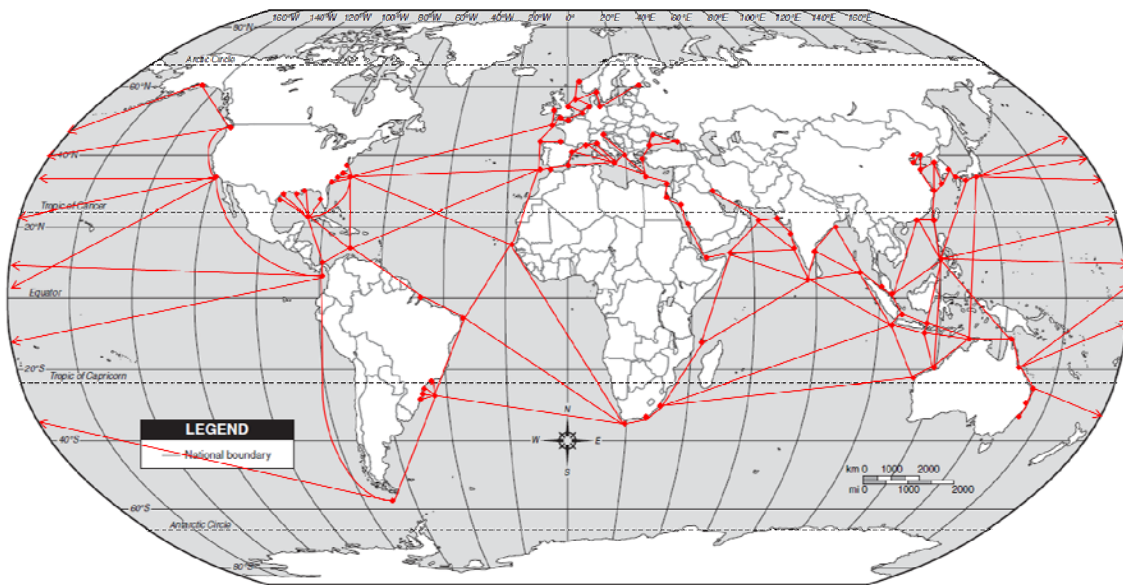 160°W 140°W 120°W 100°W 80°W 60°W 40°W 20°W 0° 20°E 40°E 60°E 80°E 100°E 120°E 140°E 160°E
80°N
Arctic Circle
60°N
40°N
Tropic of Cancer
20°N
Equator
20°S
Tropic of Capricorn
N
LEGEND
40°S
W E
National boundary
S
km 0 1000 2000
mi 0 1000 2000
60°S
Antarctic Circle
80°S